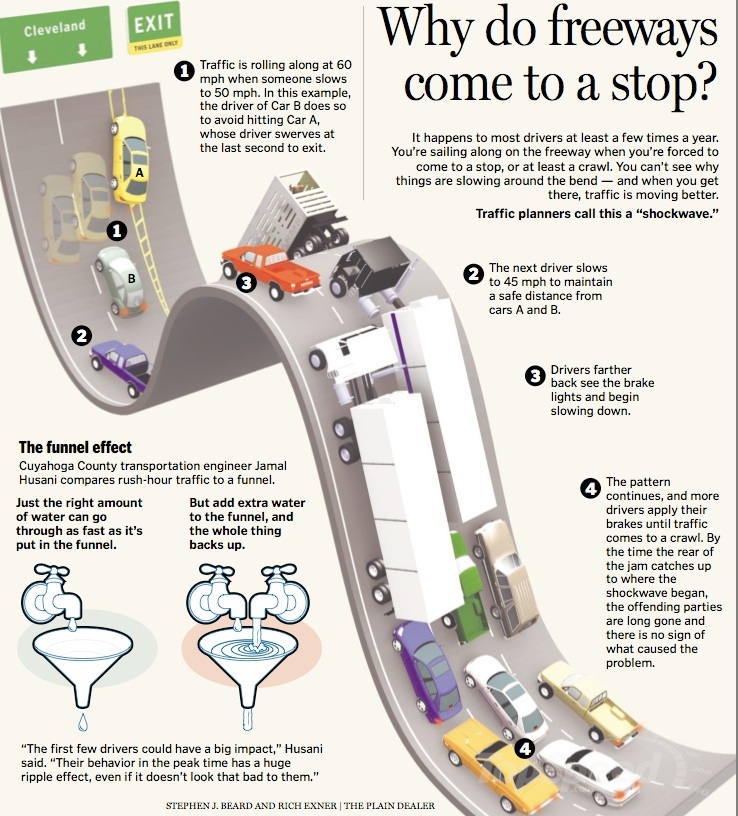 Cleveland
EXIT
THIS LANE ONLY
Why do freeways
come to a stop?
It happens to most drivers at least a few times a year.
You’re sailing along on the freeway when you’re forced to
come to a stop, or at least a crawl. You can’t see why
things are slowing around the bend — and when you get
there, traffic is moving better.
Traffic planners call this a “shockwave.”
1
Traffic is rolling along at 60
mph when someone slows
to 50 mph. In this example,
the driver of Car B does so
to avoid hitting Car A,
whose driver swerves at
the last second to exit.
A
1
B
2
3
2
The next driver slows
to 45 mph to maintain
a safe distance from
cars A and B.
3
Drivers farther
back see the brake
lights and begin
slowing down.
4
The pattern
continues, and more
drivers apply their
brakes until traffic
comes to a crawl. By
the time the rear of
the jam catches up
to where the
shockwave began,
the offending parties
are long gone and
there is no sign of
what caused the
problem.
4
The funnel effect
Cuyahoga County transportation engineer Jamal
Husani compares rush-hour traffic to a funnel.
Just the right amount
of water can go
through as fast as it’s
put in the funnel.
But add extra water
to the funnel, and
the whole thing
backs up.
“The first few drivers could have a big impact,” Husani
said. “Their behavior in the peak time has a huge
ripple effect, even if it doesn’t look that bad to them.”
STEPHEN J. BEARD AND RICH EXNER | THE PLAIN DEALER